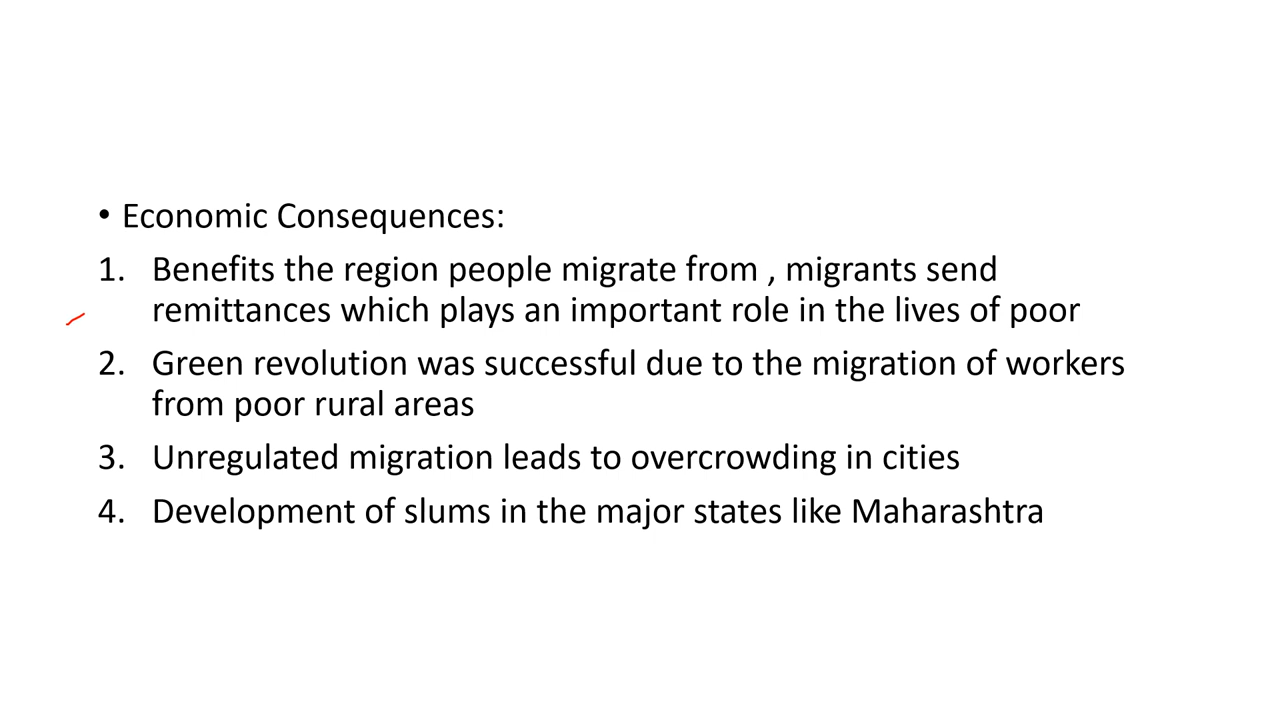 • Economic Consequences:
1. Benefits the region people migrate from , migrants send
remittances which plays an important role in the lives of poor
2. Green revolution was successful due to the migration of workers
from poor rural areas
3. Unregulated migration leads to overcrowding in cities
4. Development of slums in the major states like Maharashtra